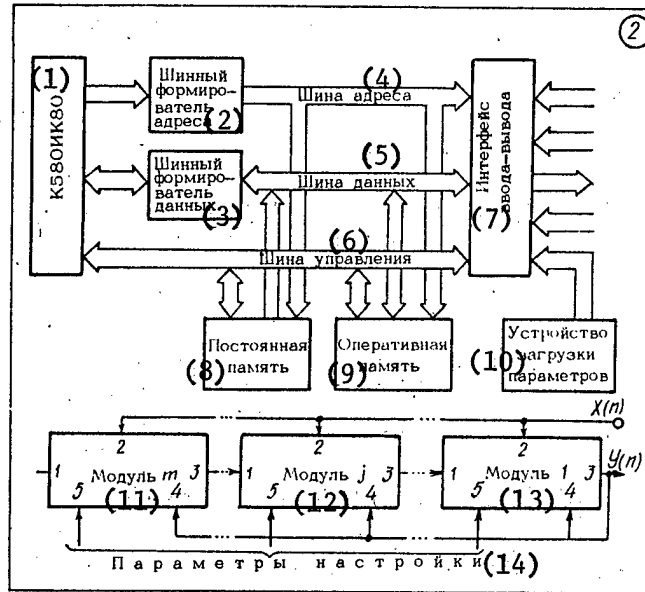 2
(1)
К580ИК80
Шинный
формиро-
ватель
адреса
(2)
(4)
Шина адреса
Шинный
формиро-
ватель
данных
(3)
(5)
Шина данных
(6)
Шина управления
Интерфейс
ввода-вывода
(7)
Постоянная
память
(8)
Оперативная
память
(9)
Устройство
загрузки
параметров
(10)
X(n)
1 2 3
Модуль m
5 4
(11)
1 2 3
Модуль j
5 4
(12)
1 2 3
Модуль 1
5 4
(13)
Y(n)
Параметры настройки (14)